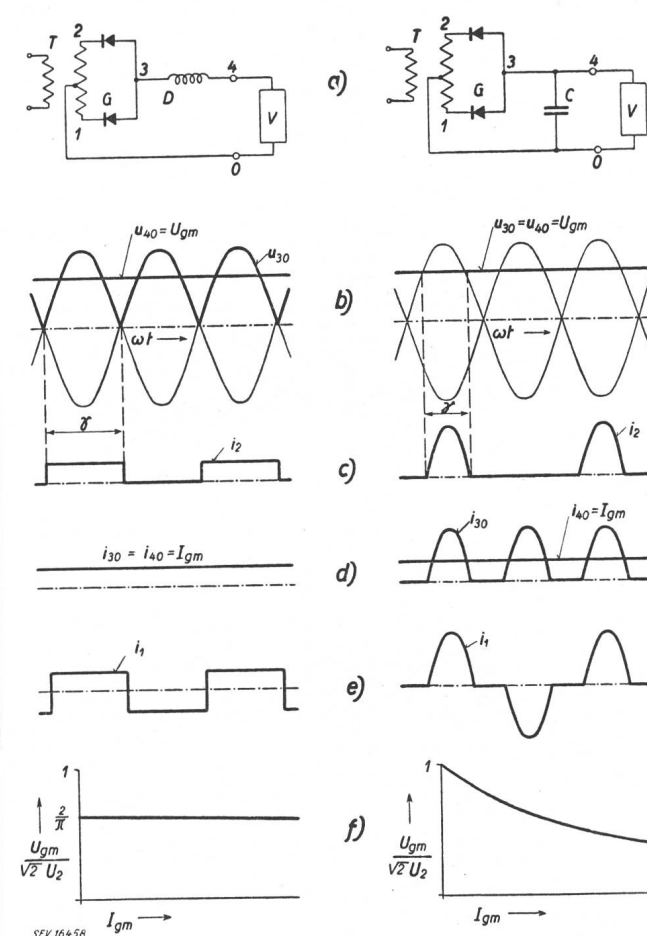 T 2 G 1 3 D 4 V 0
a)
T 2 G 1 3 C 4 V 0
u40 = Ugm
u30
ωt
γ
b)
u30 = u40 = Ugm
ωt
γ
i2
c)
i2
i30 = i40 = Igm
d)
i30
i40 = Igm
i1
e)
i1
1
2/π
Ugm
√2 U2
Igm
f)
1
Ugm
√2 U2
Igm
SEV 16458